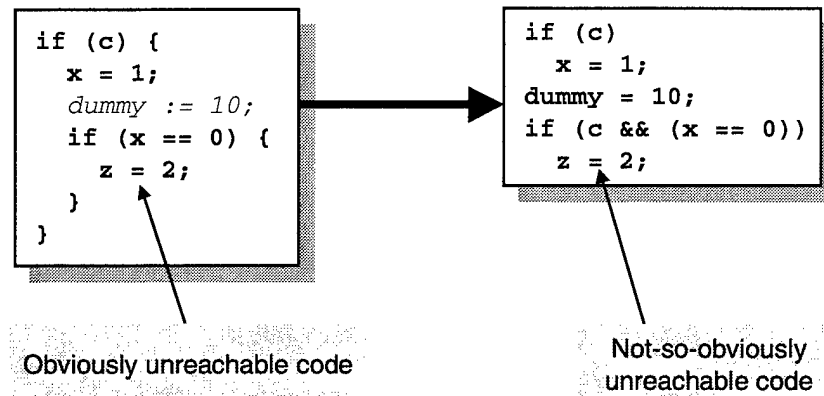 if (c) {
x = 1;
dummy := 10;
if (x == 0) {
z = 2;
}
}
if (c)
x = 1;
dummy = 10;
if (c && (x == 0))
z = 2;
Obviously unreachable code
Not-so-obviously
unreachable code